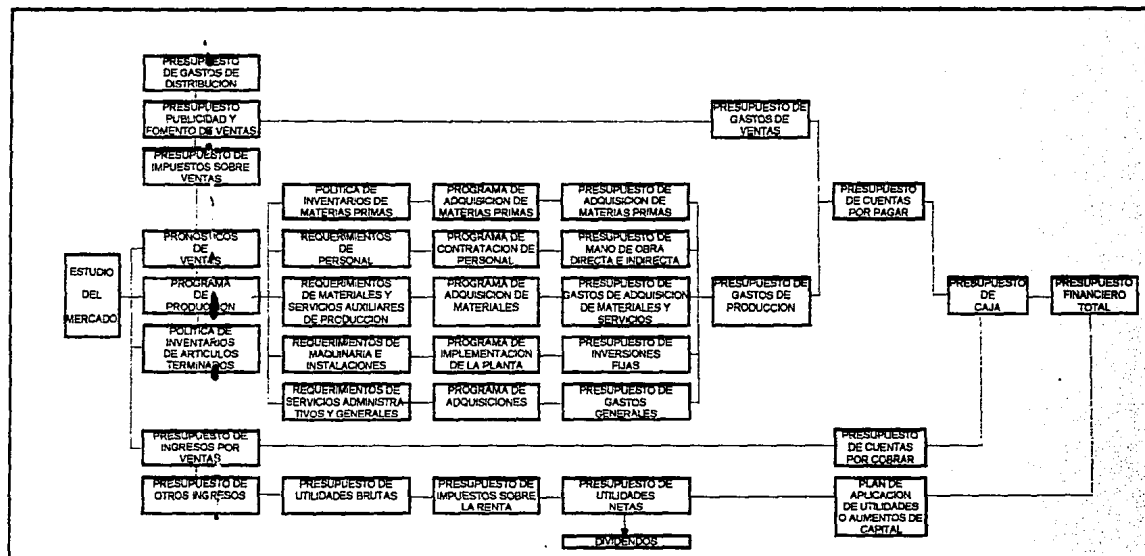 PRESUPUESTO
DE GASTOS DE
DISTRIBUCION
PRESUPUESTO
PUBLICIDAD Y
FOMENTO DE VENTAS
PRESUPUESTO DE
IMPUESTOS SOBRE
VENTAS
PRESUPUESTO DE
GASTOS DE
VENTAS
POLITICA DE
INVENTARIOS DE
MATERIAS PRIMAS
PROGRAMA DE
ADQUISICION DE
MATERIAS PRIMAS
PRESUPUESTO DE
ADQUISICION DE
MATERIAS PRIMAS
PRESUPUESTO
DE CUENTAS
POR PAGAR
ESTUDIO
DEL
MERCADO
PRONOSTICOS
DE
VENTAS
REQUERIMIENTOS
DE
PERSONAL
PROGRAMA DE
CONTRATACION DE
PERSONAL
PRESUPUESTO DE
MANO DE OBRA
DIRECTA E INDIRECTA
PROGRAMA
DE
PRODUCCION
REQUERIMIENTOS
DE MATERIALES Y
SERVICIOS AUXILIARES
DE PRODUCCION
PROGRAMA DE
ADQUISICION DE
MATERIALES
PRESUPUESTO DE
GASTOS DE ADQUISICION
DE MATERIALES Y
SERVICIOS
PRESUPUESTO DE
GASTOS DE
PRODUCCION
PRESUPUESTO
DE
CAJA
PRESUPUESTO
FINANCIERO
TOTAL
POLITICA DE
INVENTARIOS
DE ARTICULOS
TERMINADOS
REQUERIMIENTOS DE
MAQUINARIA E
INSTALACIONES
PROGRAMA DE
IMPLEMENTACION
DE LA PLANTA
PRESUPUESTO DE
INVERSIONES
FIJAS
REQUERIMIENTOS DE
SERVICIOS ADMINISTRA
TIVOS Y GENERALES
PROGRAMA DE
ADQUISICIONES
PRESUPUESTO DE
GASTOS
GENERALES
PRESUPUESTO DE
INGRESOS POR
VENTAS
PRESUPUESTO
DE CUENTAS
POR COBRAR
PRESUPUESTO DE
OTROS INGRESOS
PRESUPUESTO DE
UTILIDADES BRUTAS
PRESUPUESTO DE
IMPUESTOS SOBRE
LA RENTA
PRESUPUESTO DE
UTILIDADES
NETAS
PLAN DE
APLICACION
DE UTILIDADES
O AUMENTOS DE
CAPITAL
DIVIDENDOS